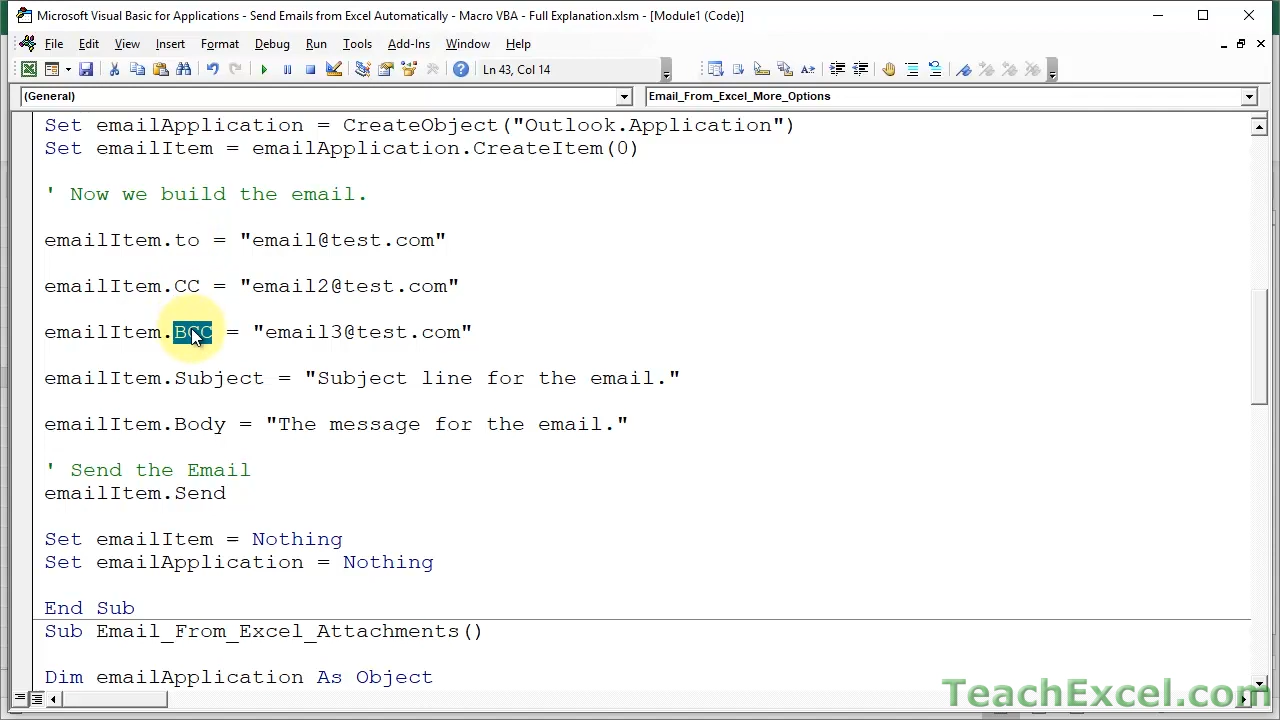 Microsoft Visual Basic for Applications - Send Emails from Excel Automatically - Macro VBA - Full Explanation.xlsm - [Module1 (Code)]
File Edit View Insert Format Debug Run Tools Add-Ins Window Help
Ln 43, Col 14
(General) Email_From_Excel_More_Options
Set emailApplication = CreateObject("Outlook.Application")
Set emailItem = emailApplication.CreateItem(0)
' Now we build the email.
emailItem.to = "email@test.com"
emailItem.CC = "email2@test.com"
emailItem.BCC = "email3@test.com"
emailItem.Subject = "Subject line for the email."
emailItem.Body = "The message for the email."
' Send the Email
emailItem.Send
Set emailItem = Nothing
Set emailApplication = Nothing
End Sub
Sub Email_From_Excel_Attachments()
Dim emailApplication As Object
TeachExcel.com